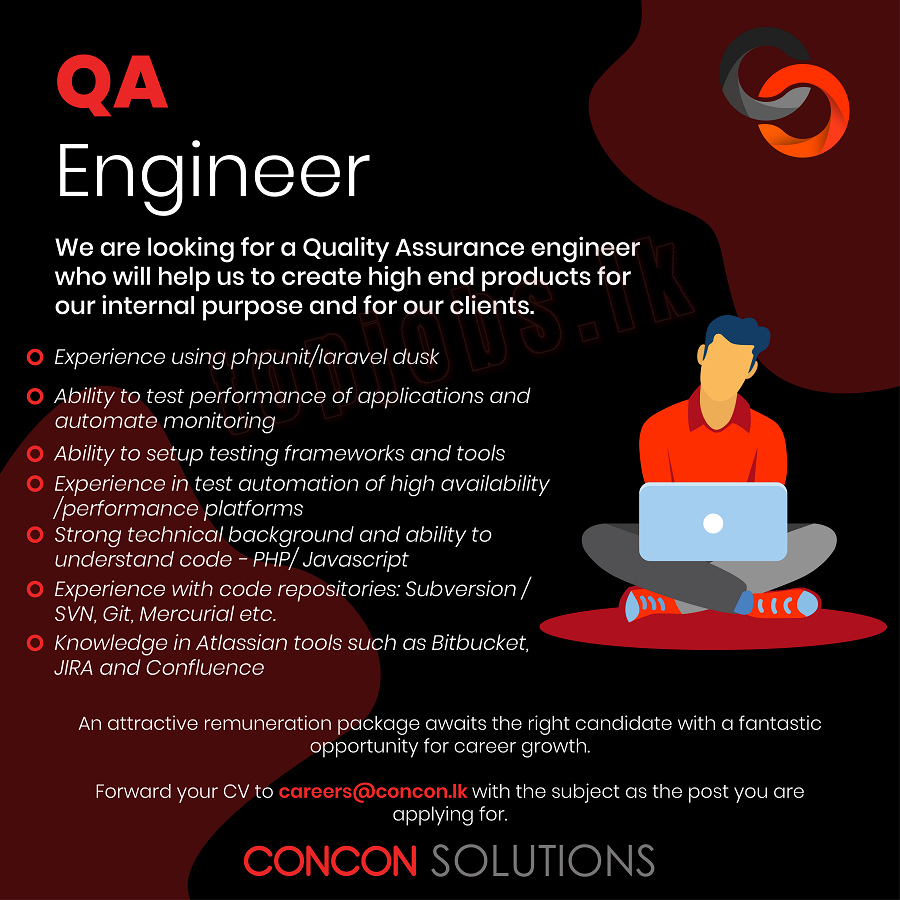 QA
Engineer
We are looking for a Quality Assurance engineer
who will help us to create high end products for
our internal purpose and for our clients.
topjobs.lk
Experience using phpunit/laravel dusk
Ability to test performance of applications and
automate monitoring
Ability to setup testing frameworks and tools
Experience in test automation of high availability
/performance platforms
Strong technical background and ability to
understand code - PHP/ Javascript
Experience with code repositories: Subversion /
SVN, Git, Mercurial etc.
Knowledge in Atlassian tools such as Bitbucket,
JIRA and Confluence
An attractive remuneration package awaits the right candidate with a fantastic
opportunity for career growth.
Forward your CV to careers@concon.lk with the subject as the post you are
applying for.
CONCON SOLUTIONS